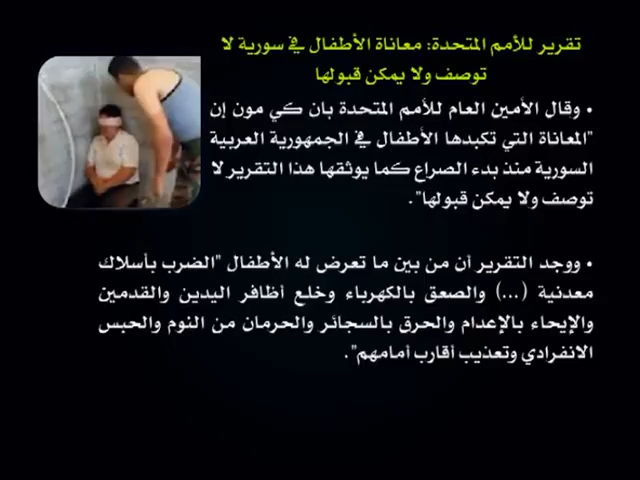 تقرير للأمم المتحدة: معاناة الأطفال في سورية لا
توصف ولا يمكن قبولها
• وقال الأمين العام للأمم المتحدة بان كي مون إن
"المعاناة التي تكبدها الأطفال في الجمهورية العربية
السورية منذ بدء الصراع كما يوثقها هذا التقرير لا
توصف ولا يمكن قبولها".
• ووجد التقرير أن من بين ما تعرض له الأطفال "الضرب بأسلاك
معدنية (...) والصعق بالكهرباء وخلع أظافر اليدين والقدمين
والإيحاء بالإعدام والحرق بالسجائر والحرمان من النوم والحبس
الانفرادي وتعذيب أقارب أمامهم".